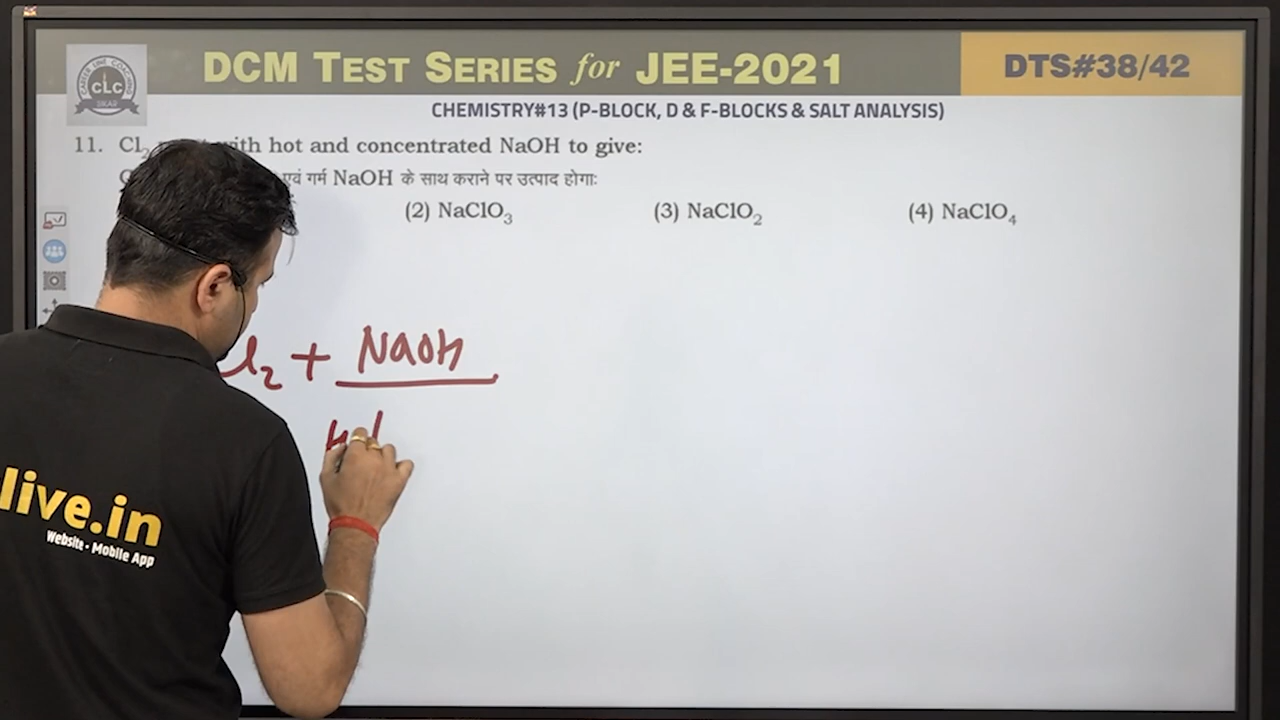 DCM TEST SERIES for JEE-2021
DTS#38/42
CLC
SIKAR
CHEMISTRY#13 (P-BLOCK, D & F-BLOCKS & SALT ANALYSIS)
11. Cl₂ with hot and concentrated NaOH to give:
एवं गर्म NaOH के साथ कराने पर उत्पाद होगाः
(2) NaClO₃ (3) NaClO₂ (4) NaClO₄
l₂ + NaOH
live.in
Website - Mobile App